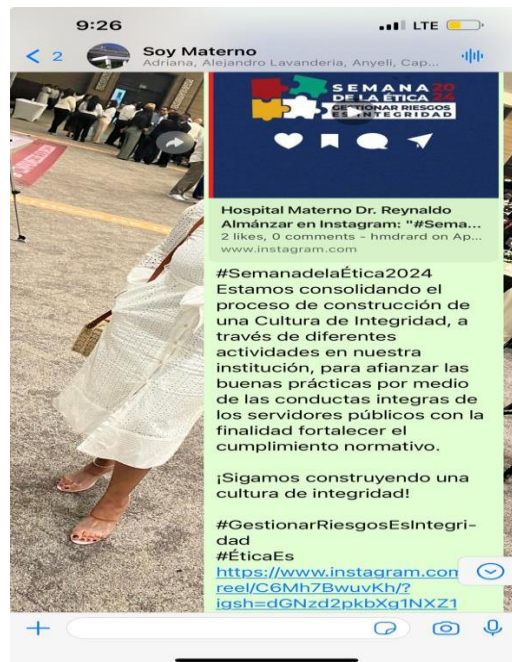 9:26
LTE
2
Soy Materno
Adriana, Alejandro Lavanderia, Anyeli, Cap...
SEMANA 20
DE LA ÉTICA 24
GESTIONAR RIESGOS
ES INTEGRIDAD
Hospital Materno Dr. Reynaldo
Almánzar en Instagram: "#Sema...
2 likes, 0 comments - hmdrard on Ap...
www.instagram.com
#SemanadelaÉtica2024
Estamos consolidando el
proceso de construcción de
una Cultura de Integridad, a
través de diferentes
actividades en nuestra
institución, para afianzar las
buenas prácticas por medio
de las conductas integras de
los servidores públicos con la
finalidad fortalecer el
cumplimiento normativo.
¡Sigamos construyendo una
cultura de integridad!
#GestionarRiesgosEsIntegri-
dad
#ÉticaEs
https://www.instagram.com
reel/C6Mh7BwuvKh/?
igsh=dGNzd2pkbXg1NXZ1